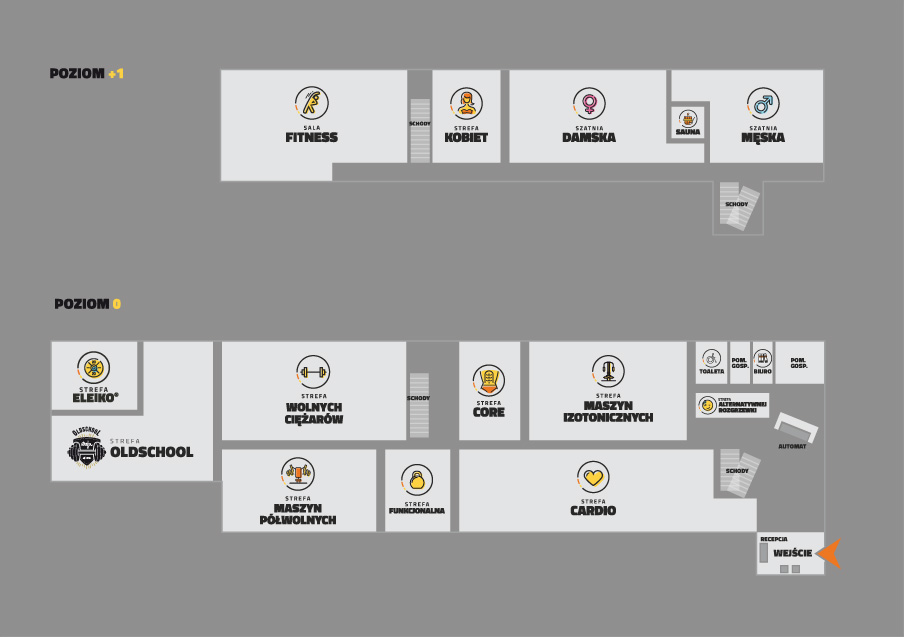 POZIOM +1
SALA
FITNESS
SCHODY
STREFA
KOBIET
SZATNIA
DAMSKA
SAUNA
SZATNIA
MĘSKA
SCHODY
POZIOM 0
STREFA
ELEIKO®
OLDSCHOOL
STREFA
OLDSCHOOL
STREFA
WOLNYCH
CIĘŻARÓW
SCHODY
STREFA
CORE
STREFA
MASZYN
IZOTONICZNYCH
TOALETA
POM.
GOSP.
BIURO
POM.
GOSP.
STREFA
ALTERNATYWNEJ
ROZGRZEWKI
AUTOMAT
STREFA
MASZYN
PÓŁWOLNYCH
STREFA
FUNKCJONALNA
STREFA
CARDIO
SCHODY
RECEPCJA
WEJŚCIE